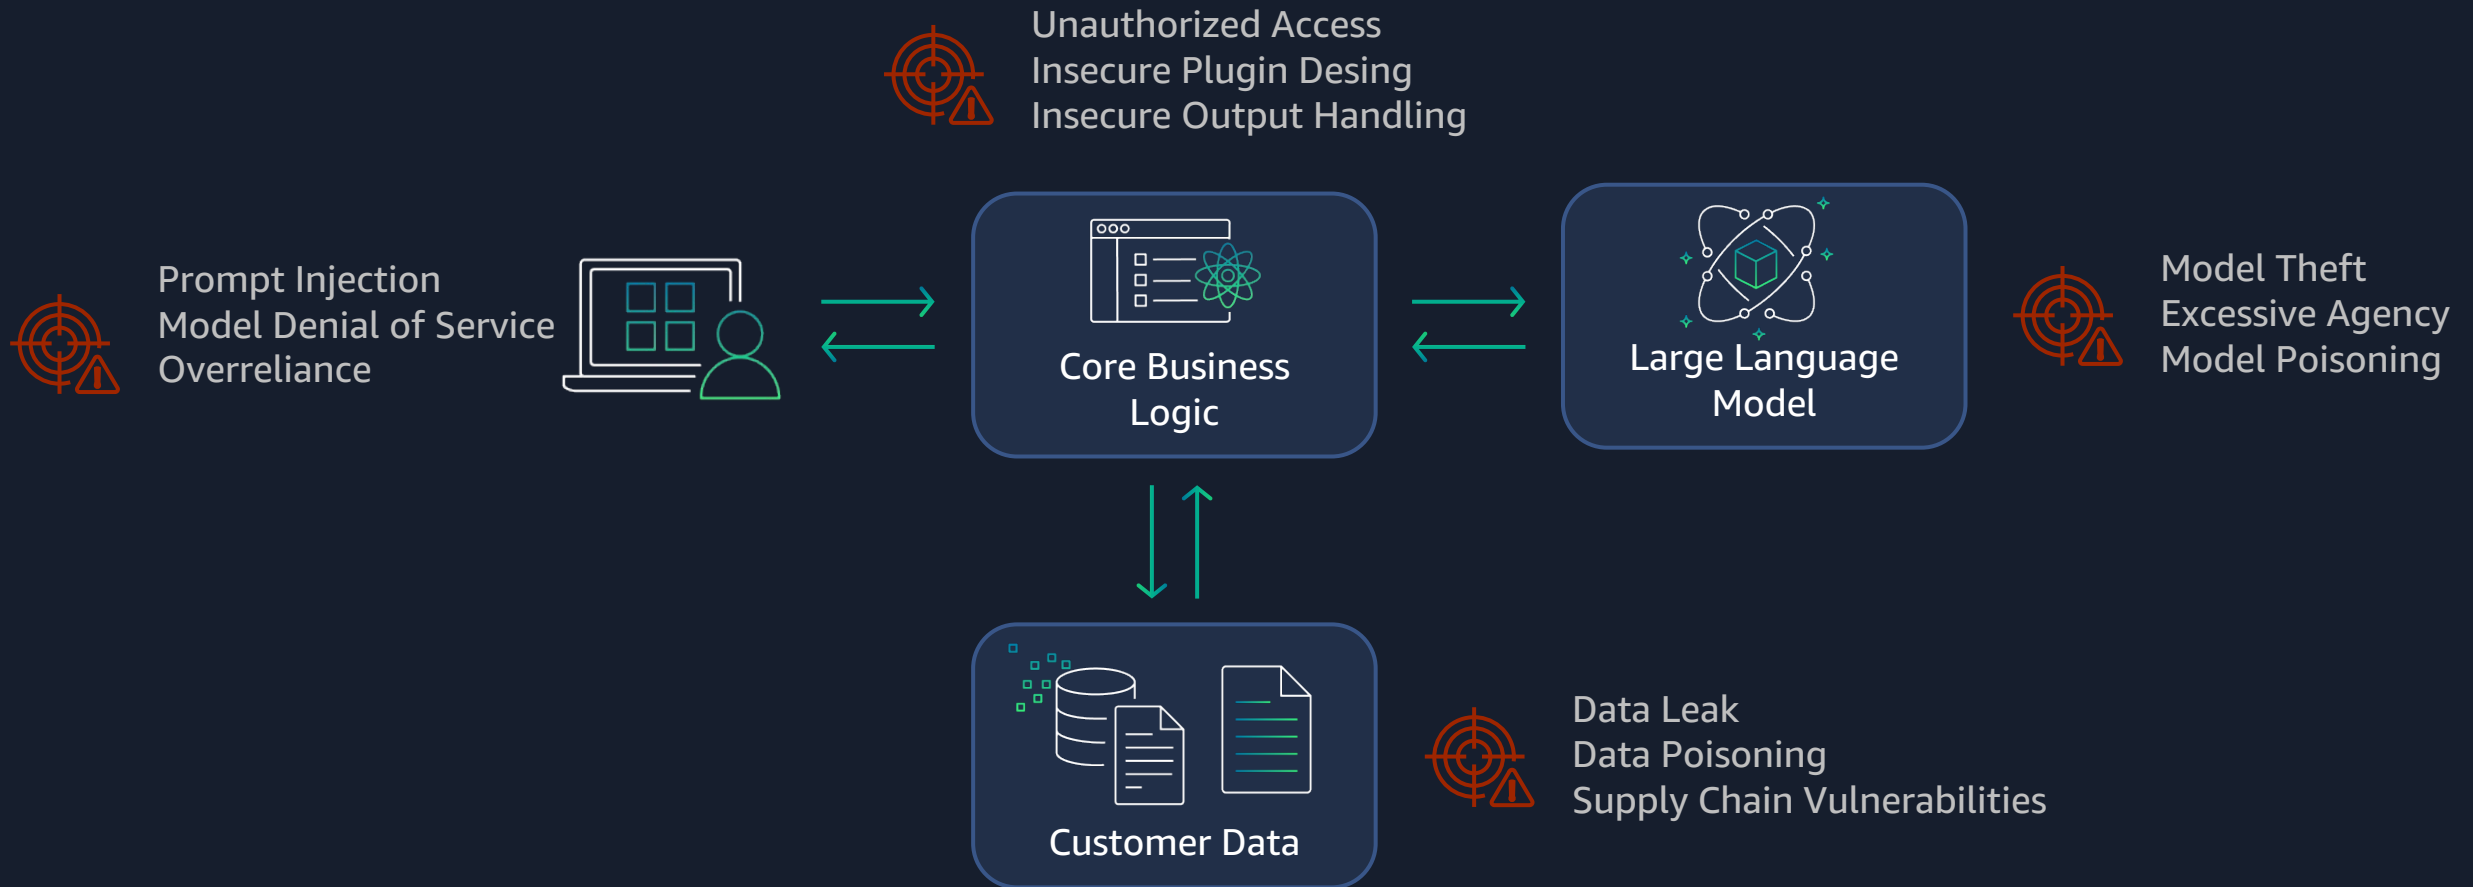 Unauthorized Access
Insecure Plugin Desing
Insecure Output Handling
Prompt Injection
Model Denial of Service
Overreliance
Core Business
Logic
Large Language
Model
Model Theft
Excessive Agency
Model Poisoning
Customer Data
Data Leak
Data Poisoning
Supply Chain Vulnerabilities